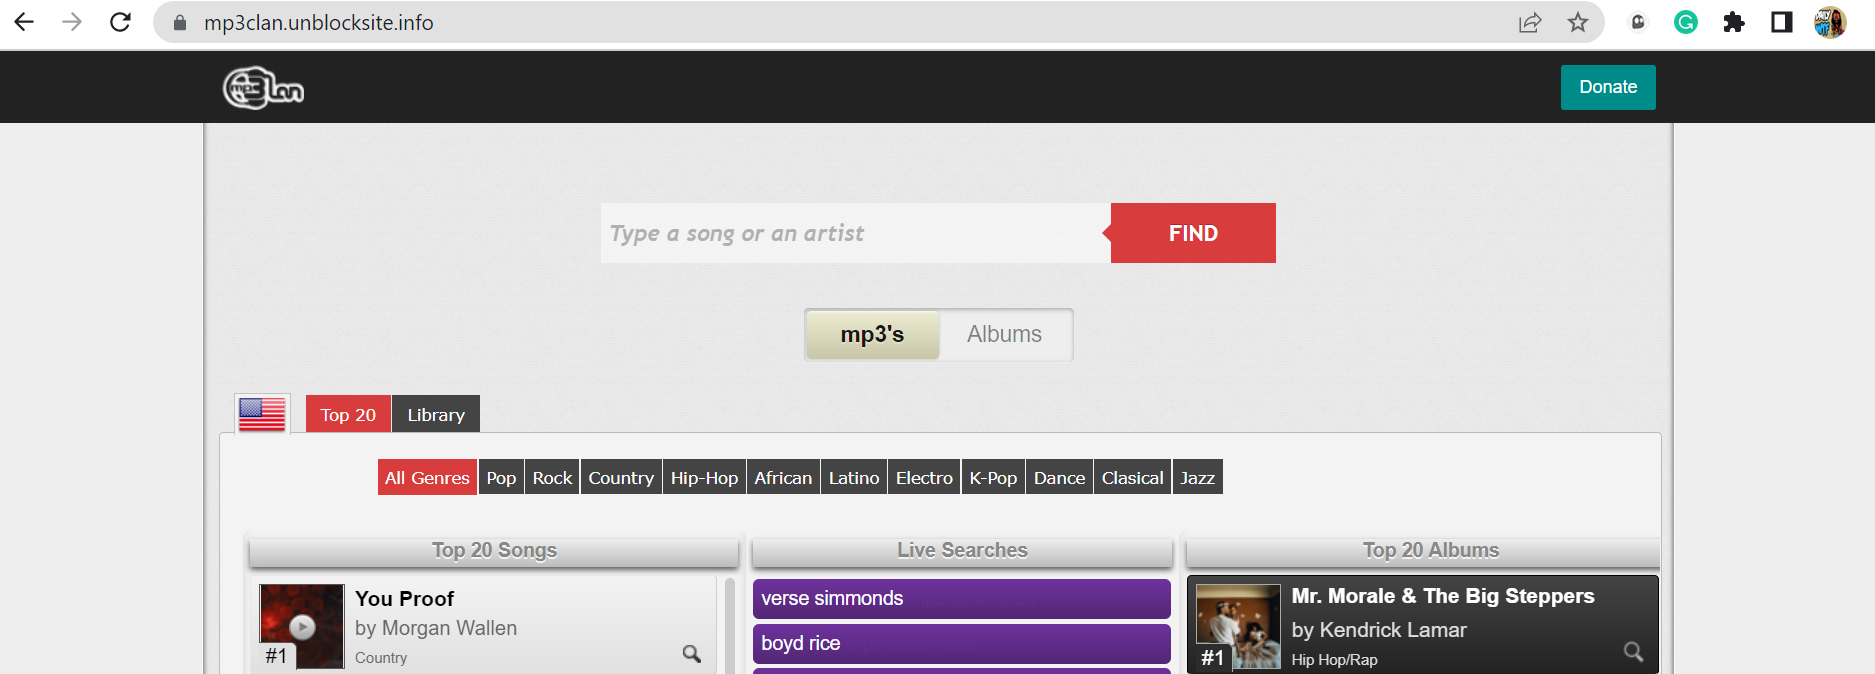 mp3clan.unblocksite.info
mp3clan
Donate
Type a song or an artist
FIND
mp3's
Albums
Top 20
Library
All Genres
Pop
Rock
Country
Hip-Hop
African
Latino
Electro
K-Pop
Dance
Clasical
Jazz
Top 20 Songs
#1
You Proof
by Morgan Wallen
Country
Live Searches
verse simmonds
boyd rice
Top 20 Albums
#1
Mr. Morale & The Big Steppers
by Kendrick Lamar
Hip Hop/Rap